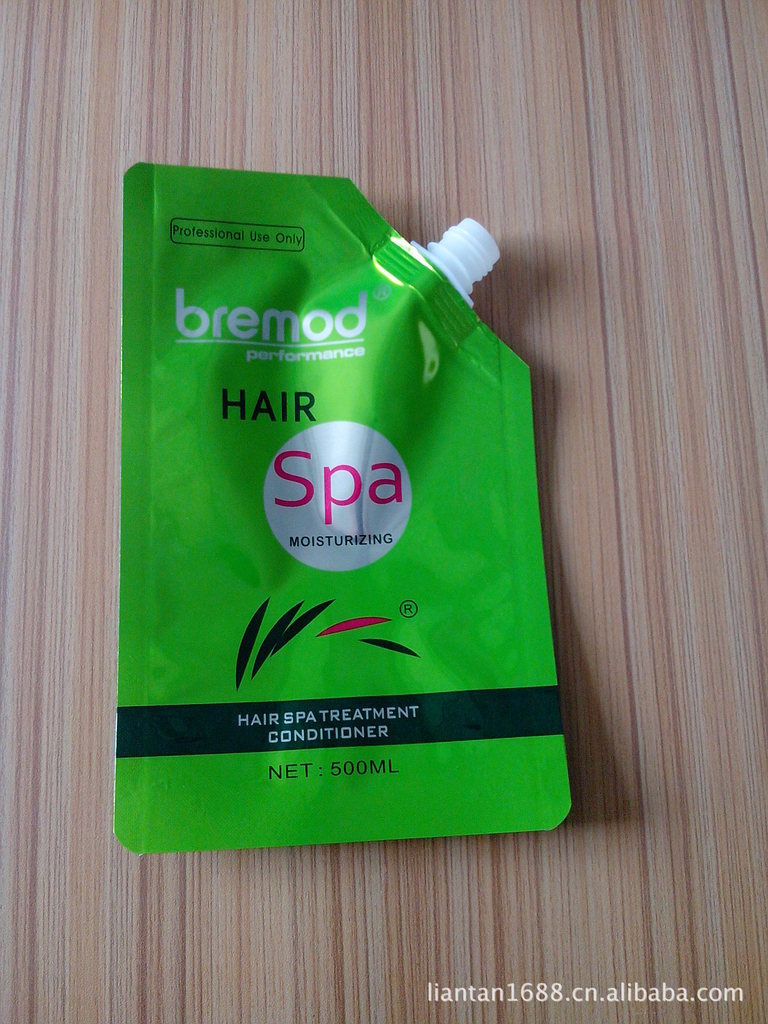 Professional Use Only
bremod®
performance
HAIR
Spa
MOISTURIZING
®
HAIR SPA TREATMENT
CONDITIONER
NET : 500ML
liantan1688.cn.alibaba.com